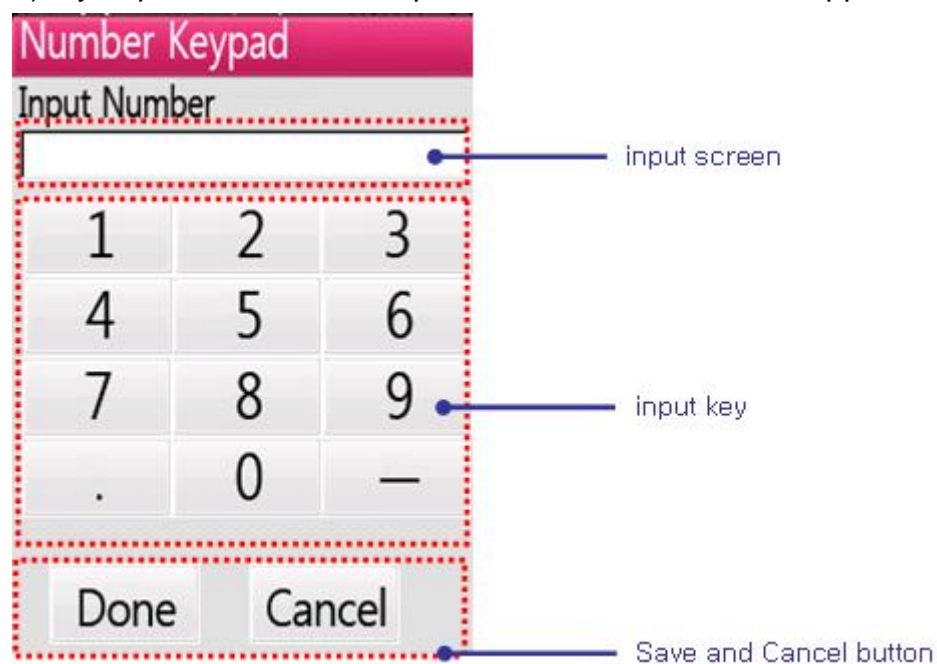 Number Keypad
Input Number
input screen
1 2 3
4 5 6
7 8 9
input key
. 0 –
Done Cancel
Save and Cancel button